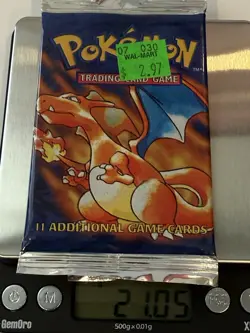 POKéMON
TM
07 030
WAL-MART
2.97
TRADING CARD GAME
11 ADDITIONAL GAME CARDS
M
21.05
GemOro
500g x 0.01g
X